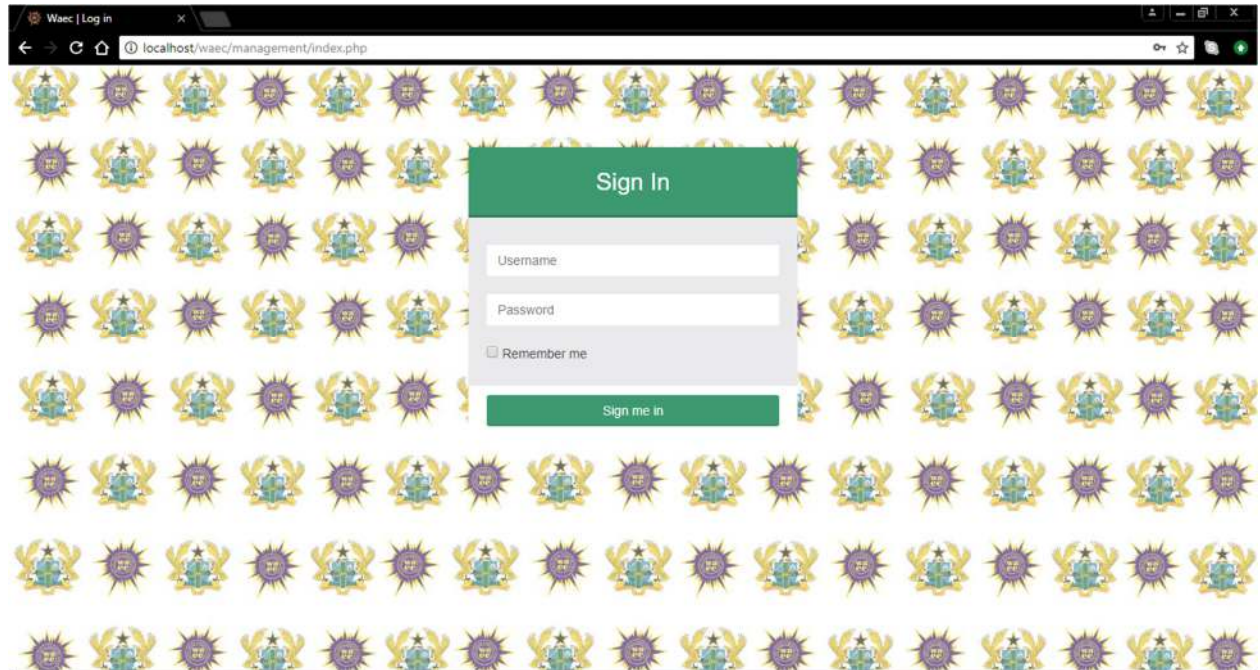 Waec | Log in
localhost/waec/management/index.php
Sign In
Username
Password
Remember me
Sign me in